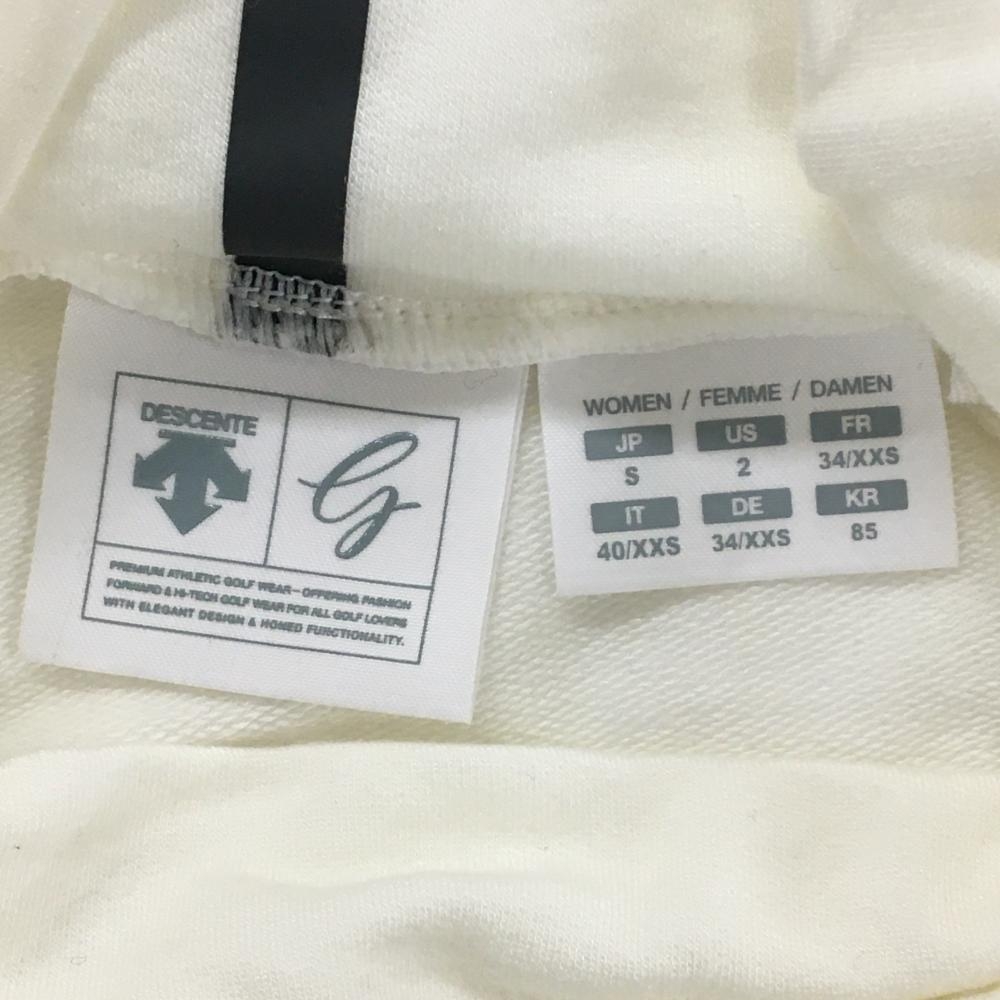 DESCENTE
G
PREMIUM ATHLETIC GOLF WEAR-OFFERING FASHION
FORWARD & HI-TECH GOLF WEAR FOR ALL GOLF LOVERS
WITH ELEGANT DESIGN & HONED FUNCTIONALITY.
WOMEN / FEMME / DAMEN
JP US FR
S 2 34/XXS
IT DE KR
40/XXS 34/XXS 85